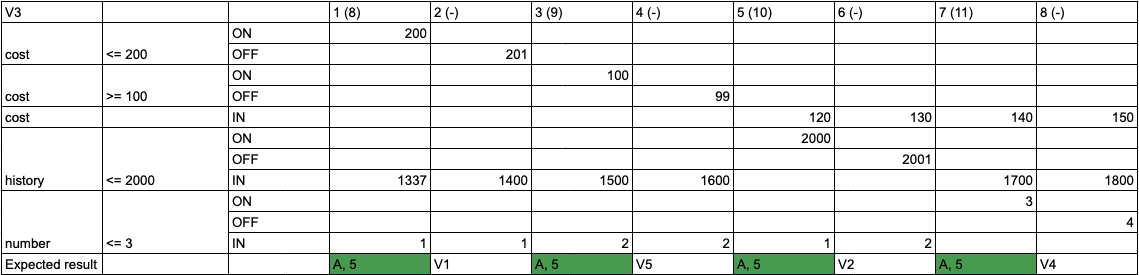 V3 1 (8) 2 (-) 3 (9) 4 (-) 5 (10) 6 (-) 7 (11) 8 (-)
ON 200
cost <= 200 OFF 201
ON 100
cost >= 100 OFF 99
cost IN 120 130 140 150
ON 2000
OFF 2001
history <= 2000 IN 1337 1400 1500 1600 1700 1800
ON 3
OFF 4
number <= 3 IN 1 1 2 2 1 2
Expected result A, 5 V1 A, 5 V5 A, 5 V2 A, 5 V4